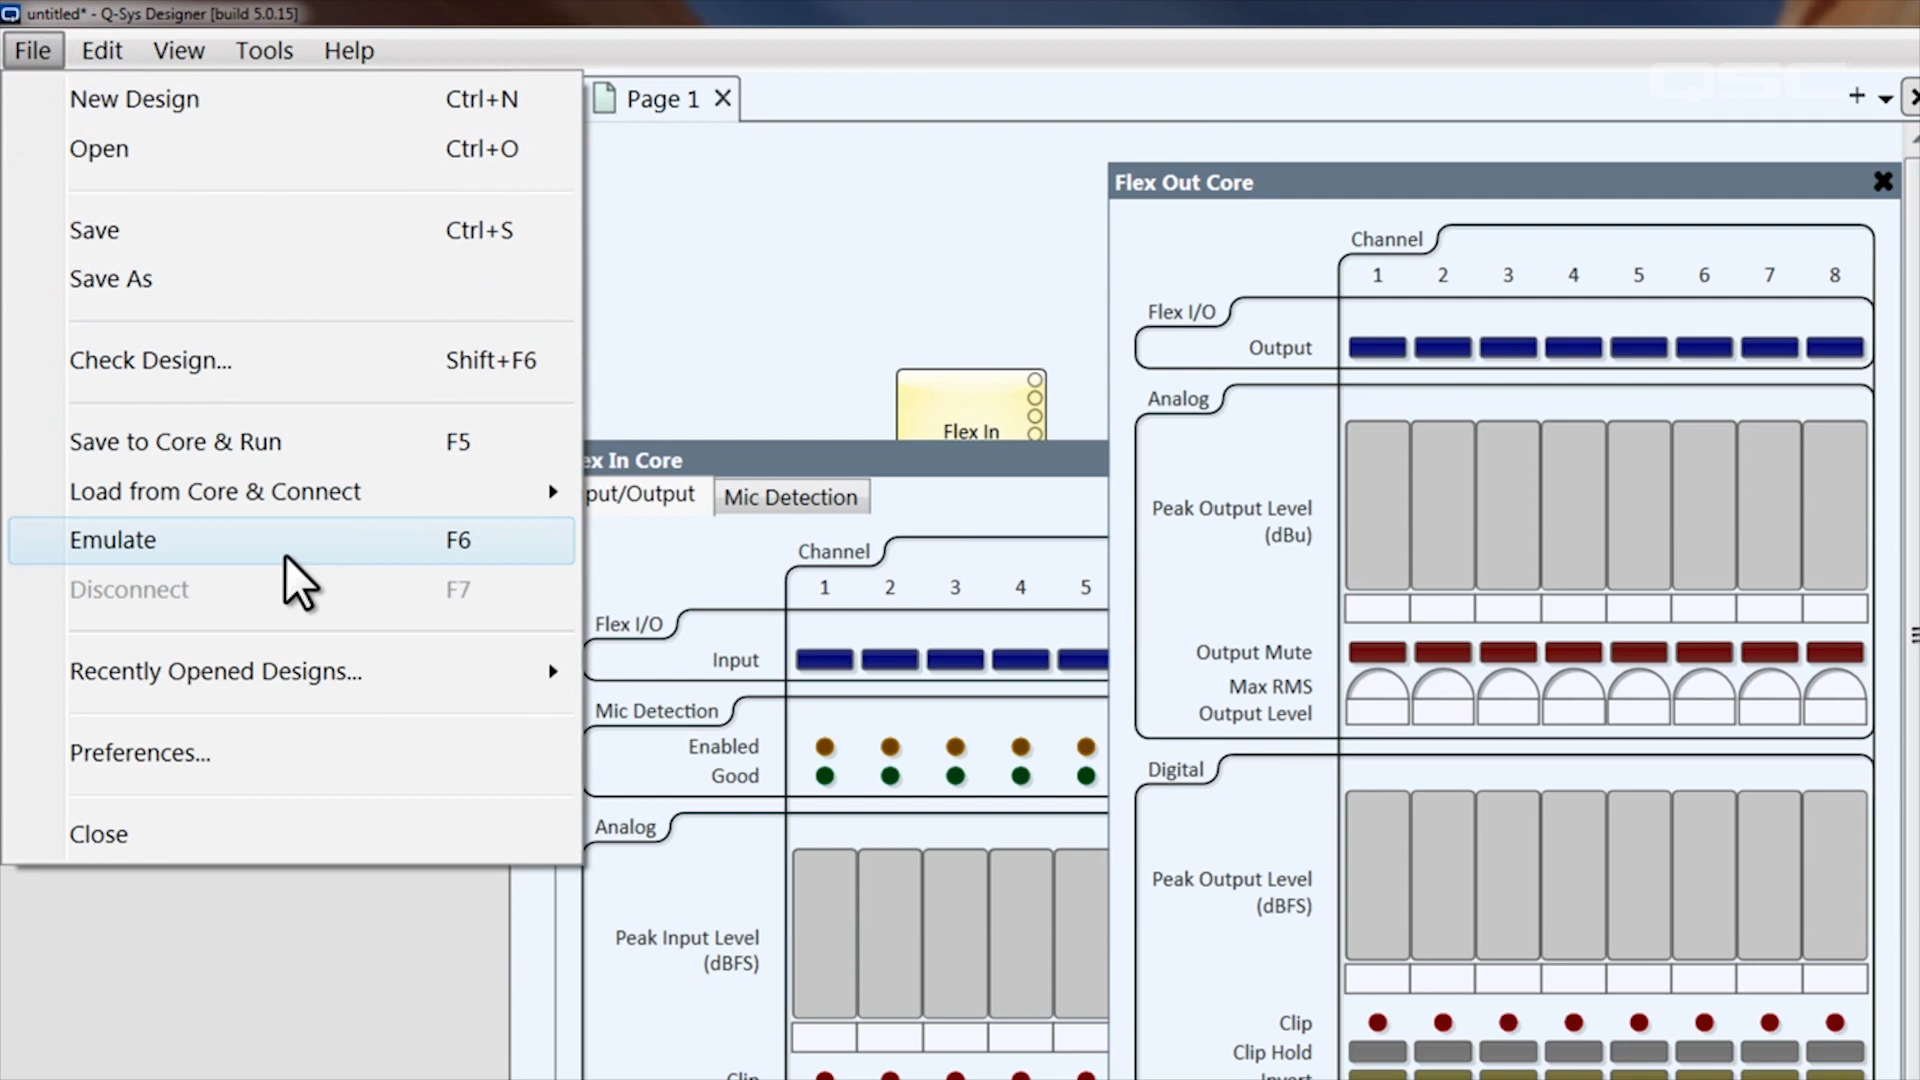 untitled* - Q-Sys Designer [build 5.0.15]
File Edit View Tools Help
New Design Ctrl+N
Open Ctrl+O
Save Ctrl+S
Save As
Check Design... Shift+F6
Save to Core & Run F5
Load from Core & Connect
Emulate F6
Disconnect F7
Recently Opened Designs...
Preferences...
Close
Page 1
QSC
Flex In
ex In Core
put/Output Mic Detection
Channel
1 2 3 4 5
Flex I/O
Input
Mic Detection
Enabled
Good
Analog
Peak Input Level
(dBFS)
Clip
Flex Out Core
Channel
1 2 3 4 5 6 7 8
Flex I/O
Output
Analog
Peak Output Level
(dBu)
Output Mute
Max RMS
Output Level
Digital
Peak Output Level
(dBFS)
Clip
Clip Hold
Invert